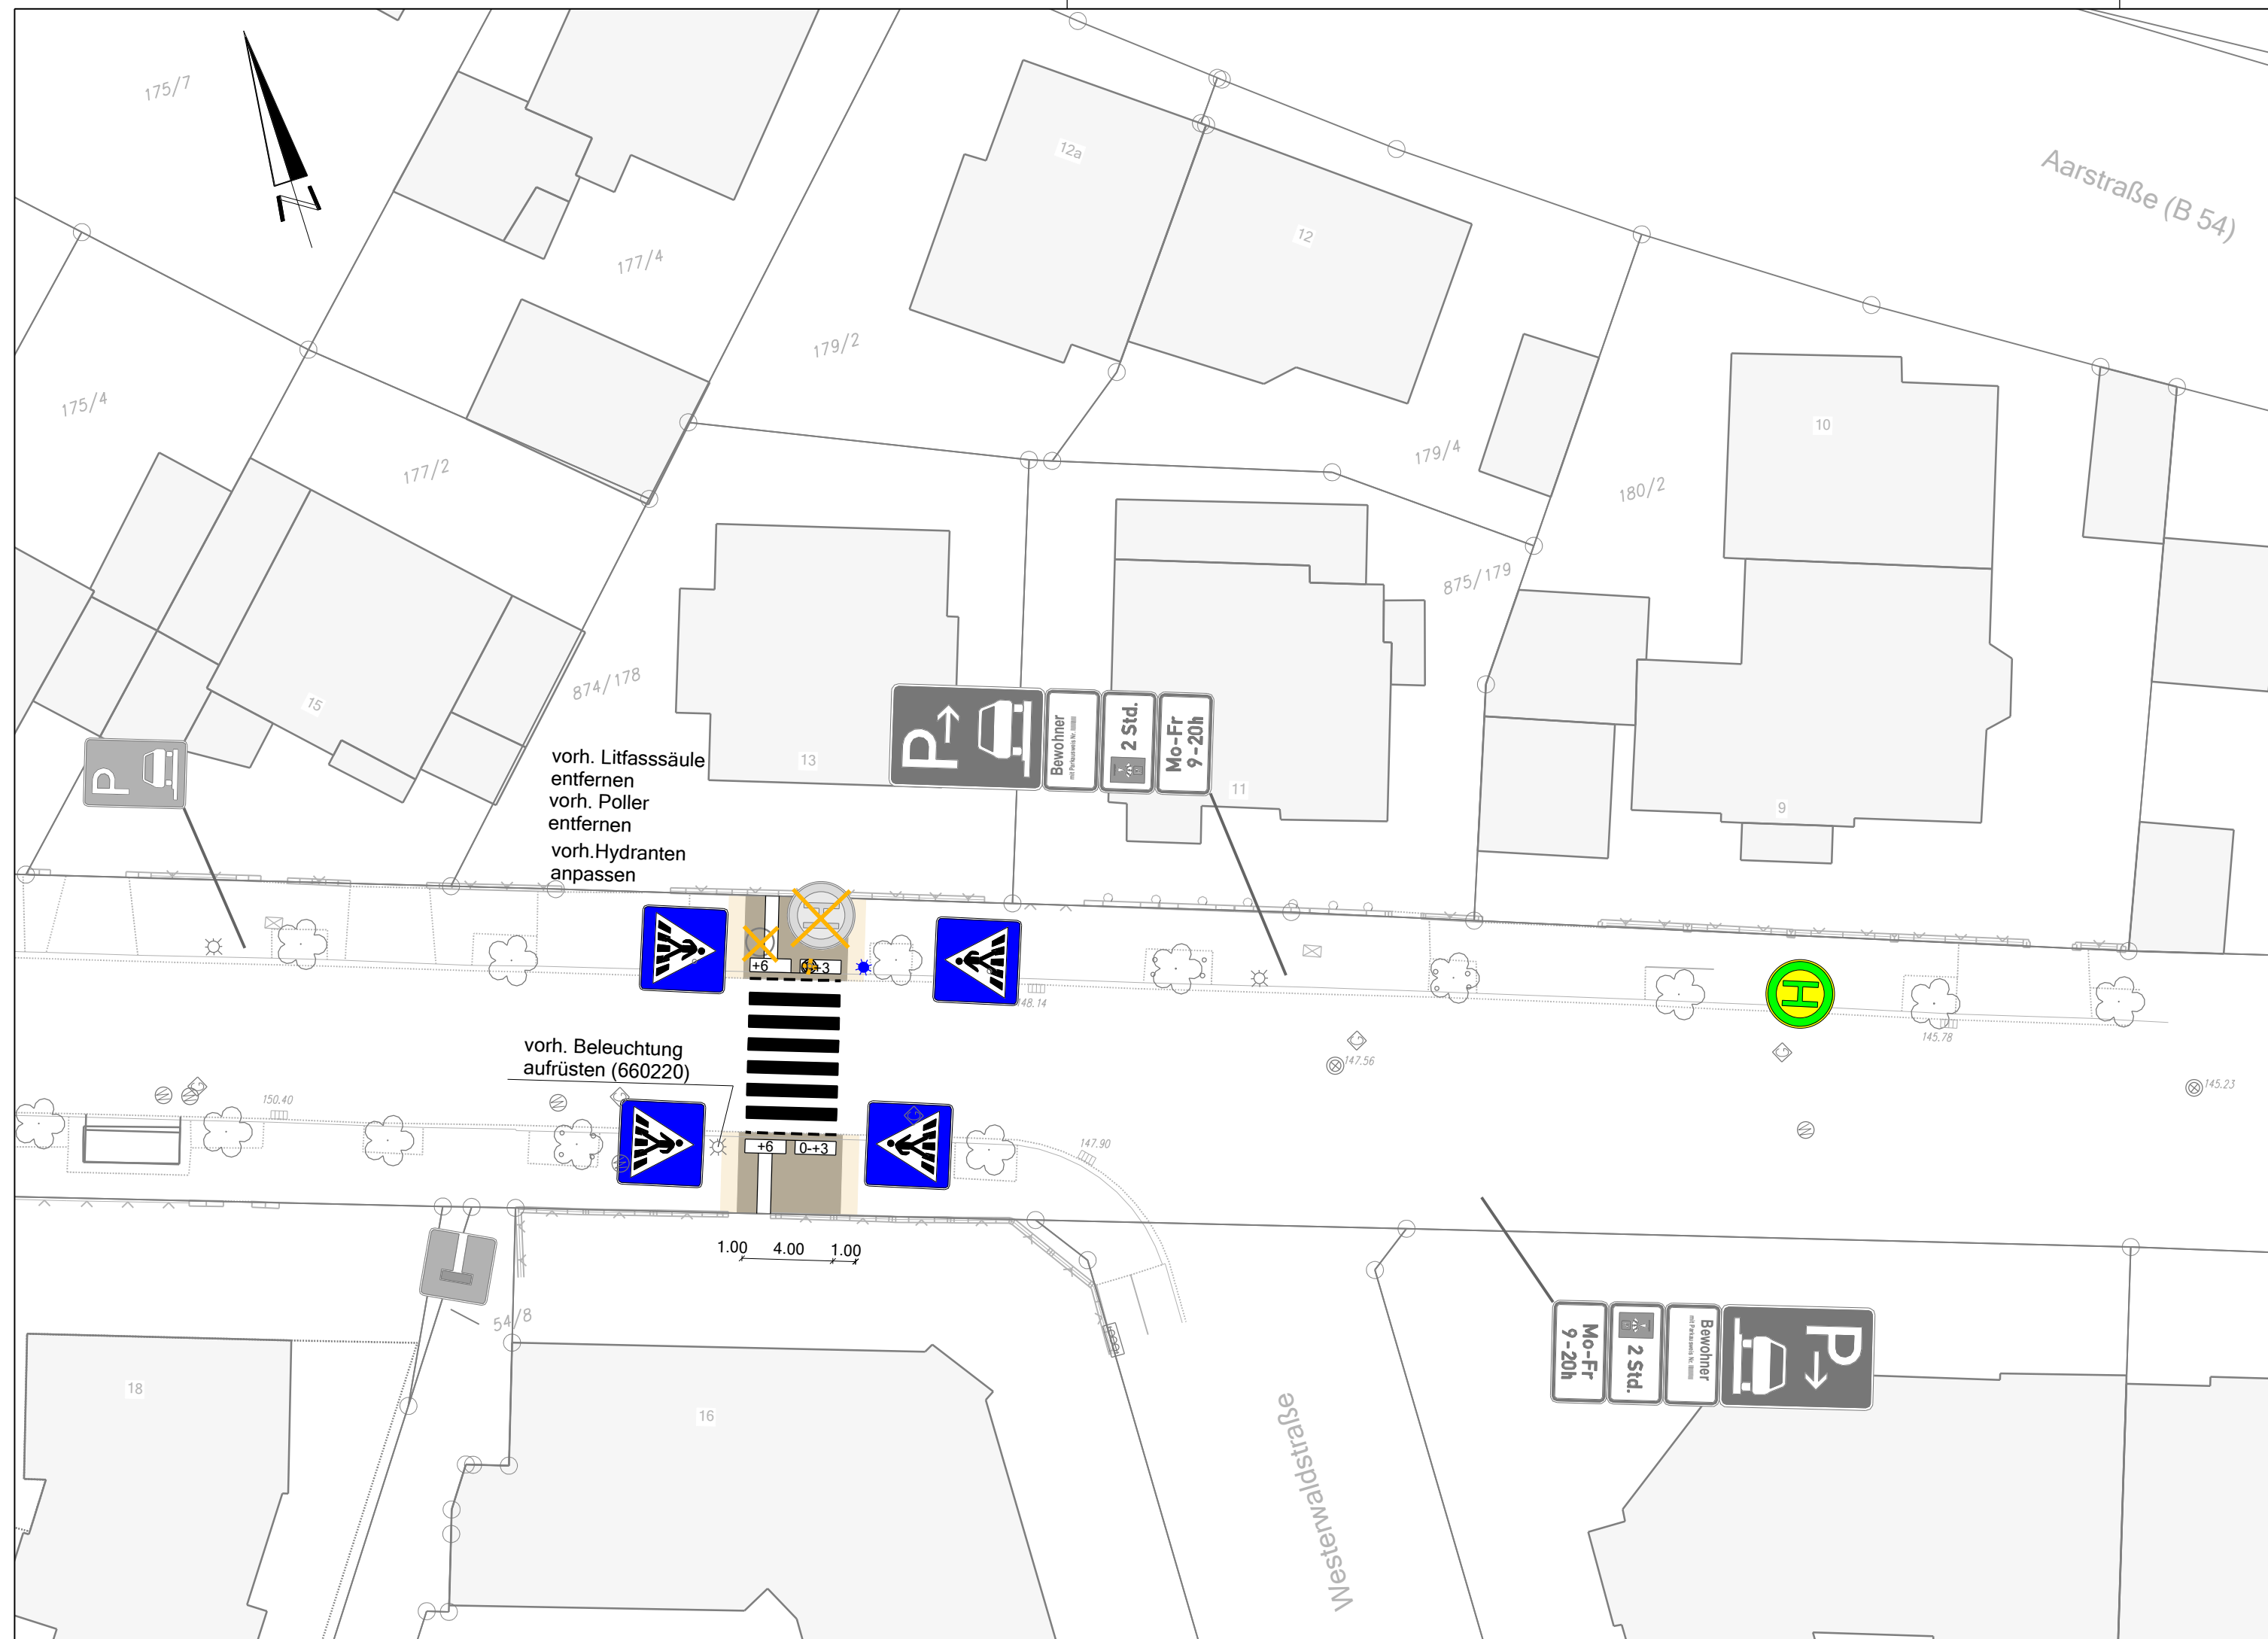 175/7
N
12a
12
Aarstraße (B 54)
177/4
179/2
175/4
177/2
179/4
180/2
10
875/179
874/178
15
13
11
9
P
P
Bewohner
2 Std.
Mo-Fr
9-20h
vorh. Litfasssäule
entfernen
vorh. Poller
entfernen
vorh.Hydranten
anpassen
+6
+3
48.14
H
145.78
147.56
145.23
vorh. Beleuchtung
aufrüsten (660220)
150.40
+6
0-+3
147.90
1.00
4.00
1.00
54/8
18
16
Westerwaldstraße
Mo-Fr
9-20h
2 Std.
Bewohner
P